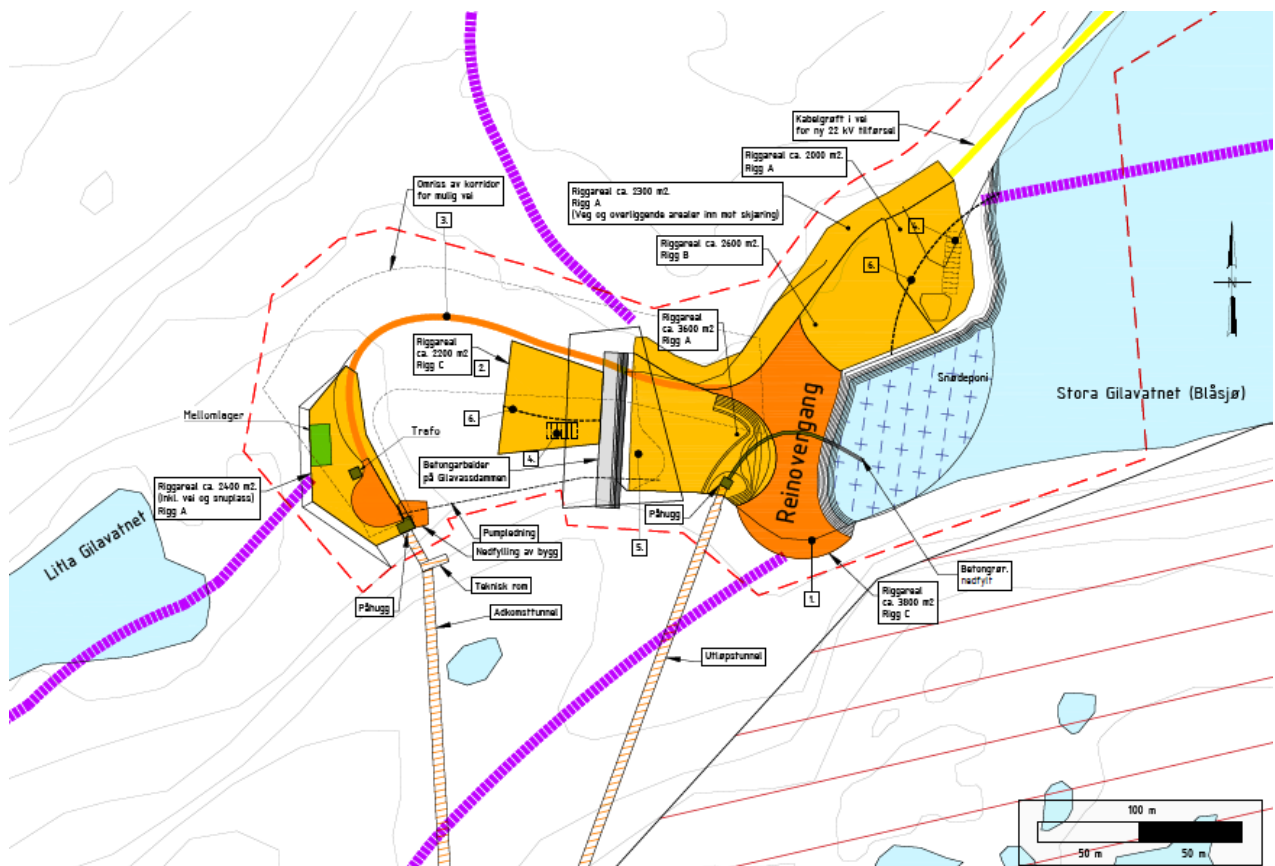 Kabelgrøft i vei
for ny 22 kV tilførsel
Riggareal ca. 2000 m2.
Rigg A
Omriss av korridor
for mulig vei
Riggareal ca. 2300 m2.
Rigg A
(Veg og overliggende arealer inn mot skjæring)
3.
4.
Riggareal ca. 2600 m2.
Rigg B
6.
N
Riggareal
ca. 3600 m2
Rigg A
Riggareal
ca. 2200 m2
Rigg C
2.
Snødeponi
Stora Gilavatnet (Blåsjø)
Reinovergang
Mellomlager
6.
Trafo
4.
Betongarbeider
på Gilavassdammen
Riggareal ca. 2400 m2.
(Inkl. vei og snuplass)
Rigg A
Påhugg
Litla Gilavatnet
Pumpledning
5.
Nedfylling av bygg
Betongrør.
nedfylt
Teknisk rom
1.
Riggareal
ca. 3800 m2
Rigg C
Påhugg
Adkomsttunnel
Utløpstunnel
100 m
50 m
50 m